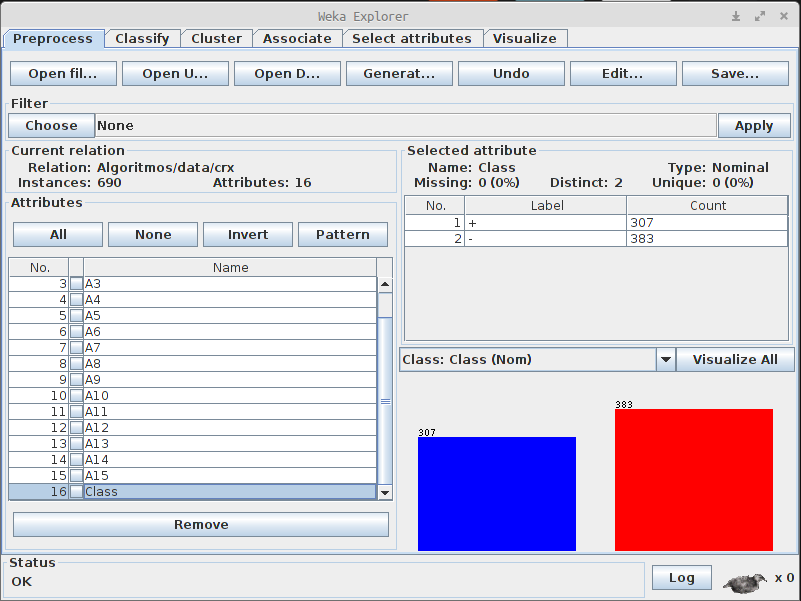 Weka Explorer
Preprocess Classify Cluster Associate Select attributes Visualize
Open fil... Open U... Open D... Generat... Undo Edit... Save...
Filter
Choose None Apply
Current relation
Relation: Algoritmos/data/crx
Instances: 690 Attributes: 16
Attributes
All None Invert Pattern
No. Name
3 A3
4 A4
5 A5
6 A6
7 A7
8 A8
9 A9
10 A10
11 A11
12 A12
13 A13
14 A14
15 A15
16 Class
Remove
Selected attribute
Name: Class Type: Nominal
Missing: 0 (0%) Distinct: 2 Unique: 0 (0%)
No. Label Count
1 + 307
2 - 383
Class: Class (Nom) Visualize All
307
383
Status
OK
Log x 0